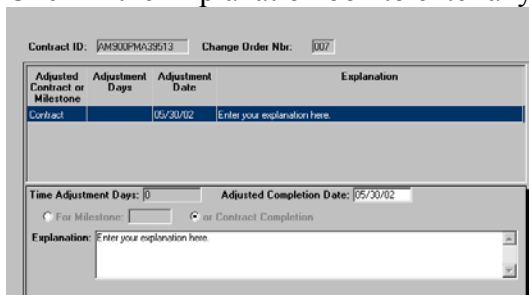 Contract ID: AM900PMA39513 Change Order Nbr: 007
Adjusted Contract or Milestone Adjustment Days Adjustment Date Explanation
Contract 05/30/02 Enter your explanation here.
Time Adjustment Days: 0 Adjusted Completion Date: 05/30/02
For Milestone: or Contract Completion
Explanation: Enter your explanation here.